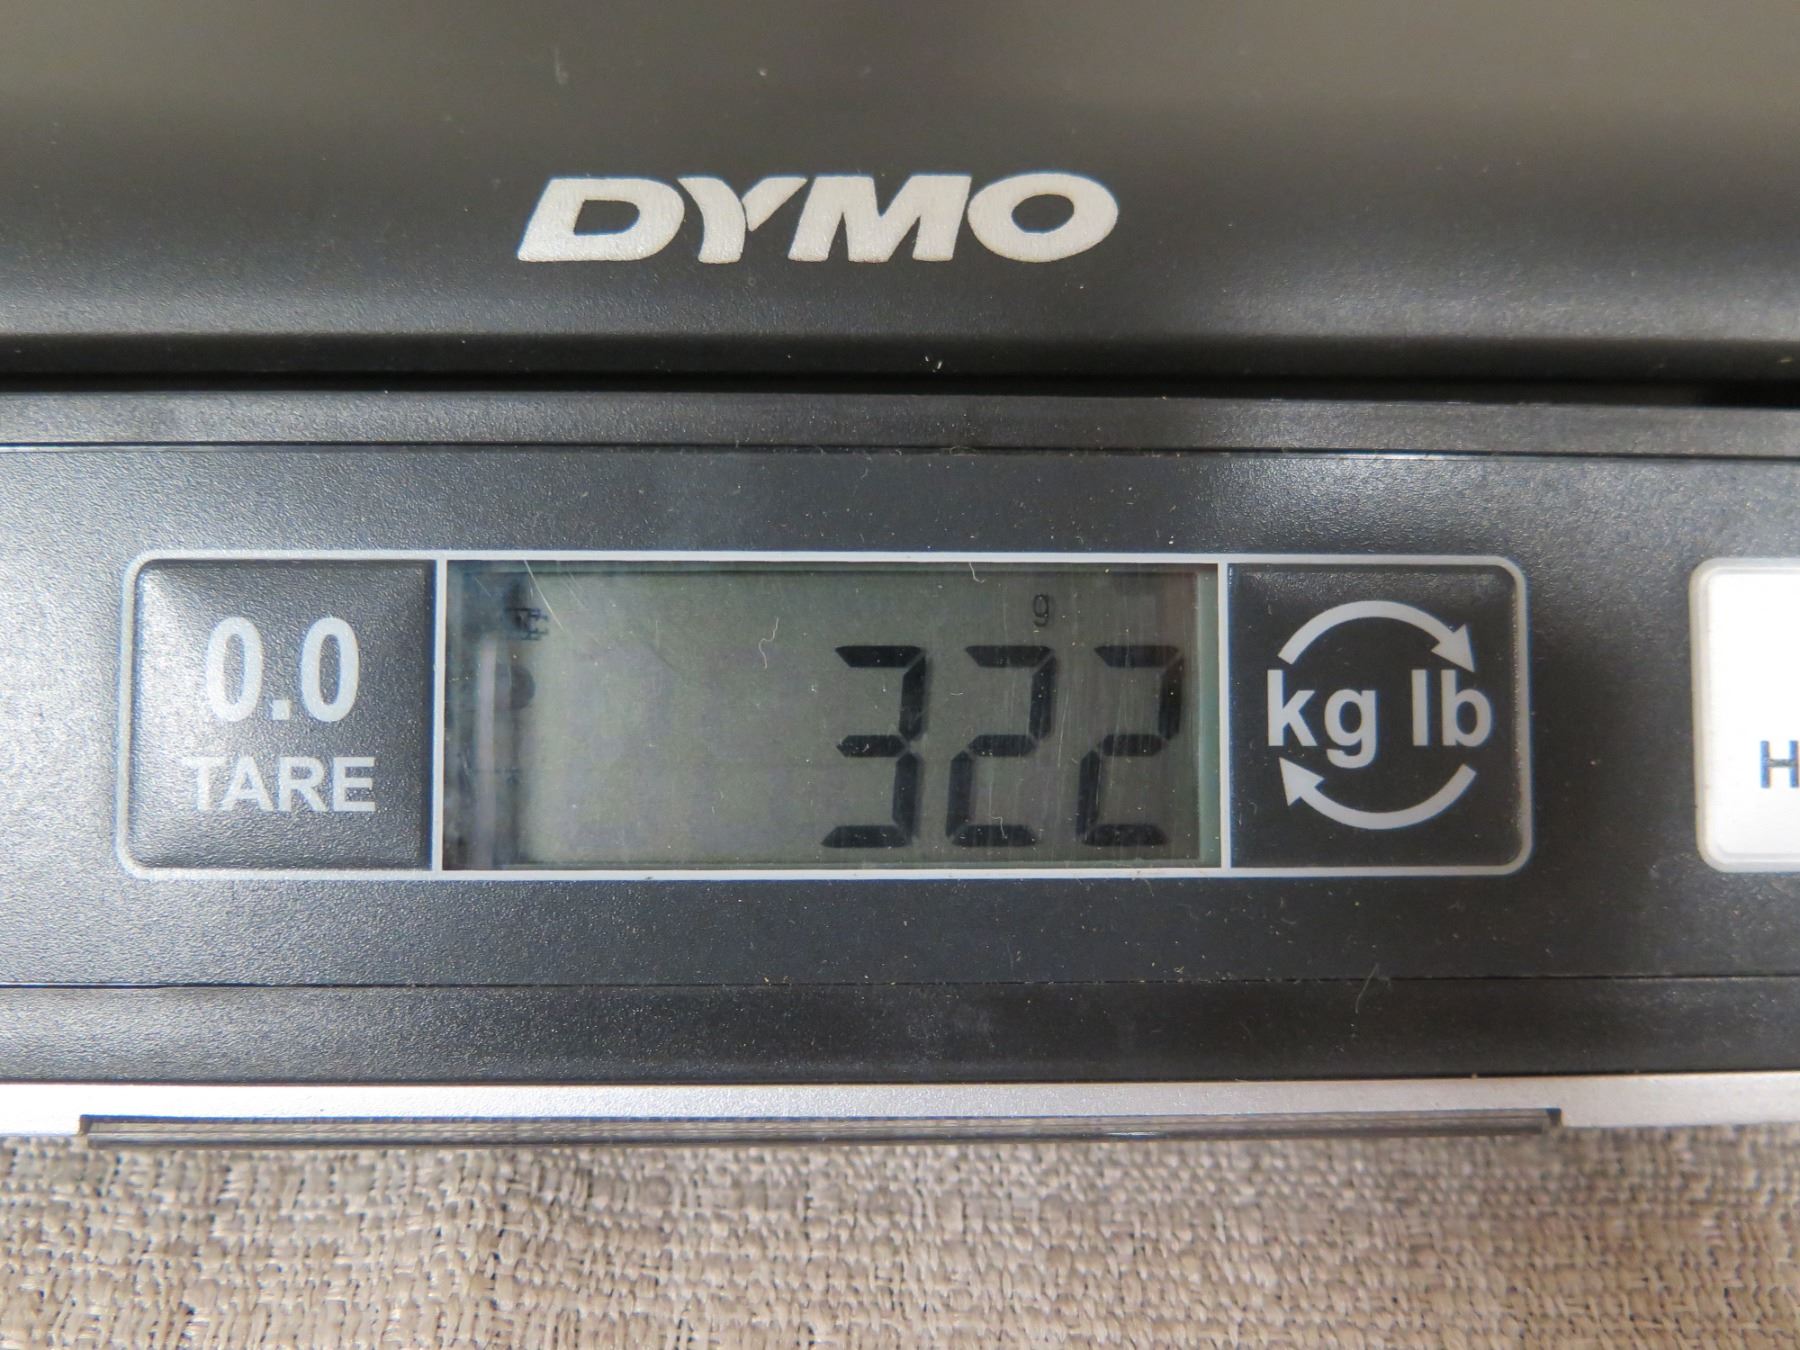 DYMO
0.0
TARE
g
322
kg lb
H